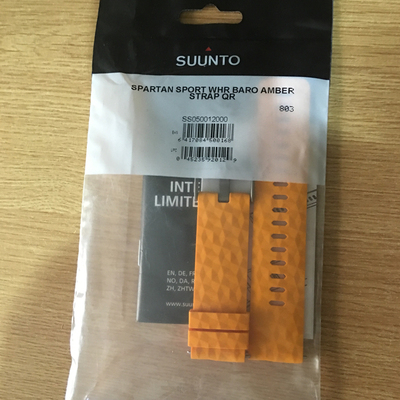 SUUNTO
SPARTAN SPORT WHR BARO AMBER
STRAP QR
803
SS050012000
INT
LIMITE
EN, DE, FR
NO, DA,
ZH, ZHTW
www.suu